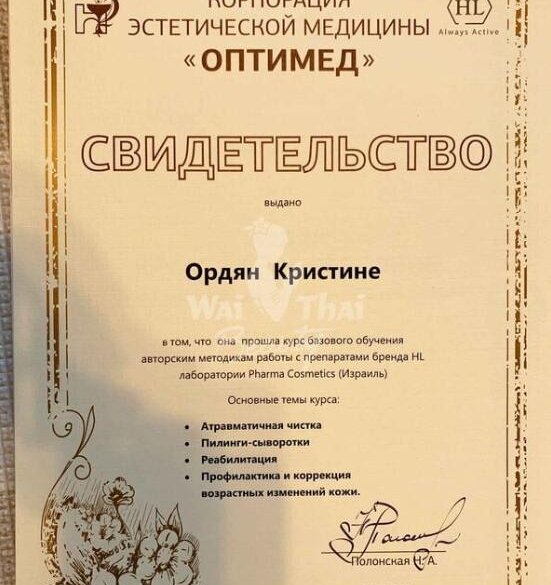 КОРПОРАЦИЯ
ЭСТЕТИЧЕСКОЙ МЕДИЦИНЫ
«ОПТИМЕД»
HL
Always Active
СВИДЕТЕЛЬСТВО
выдано
Ордян Кристине
Wai Thai
в том, что она прошла курс базового обучения
авторским методикам работы с препаратами бренда HL
лаборатории Pharma Cosmetics (Израиль)
Основные темы курса:
• Атравматичная чистка
• Пилинги-сыворотки
• Реабилитация
• Профилактика и коррекция
возрастных изменений кожи.
Полонская Н. А.